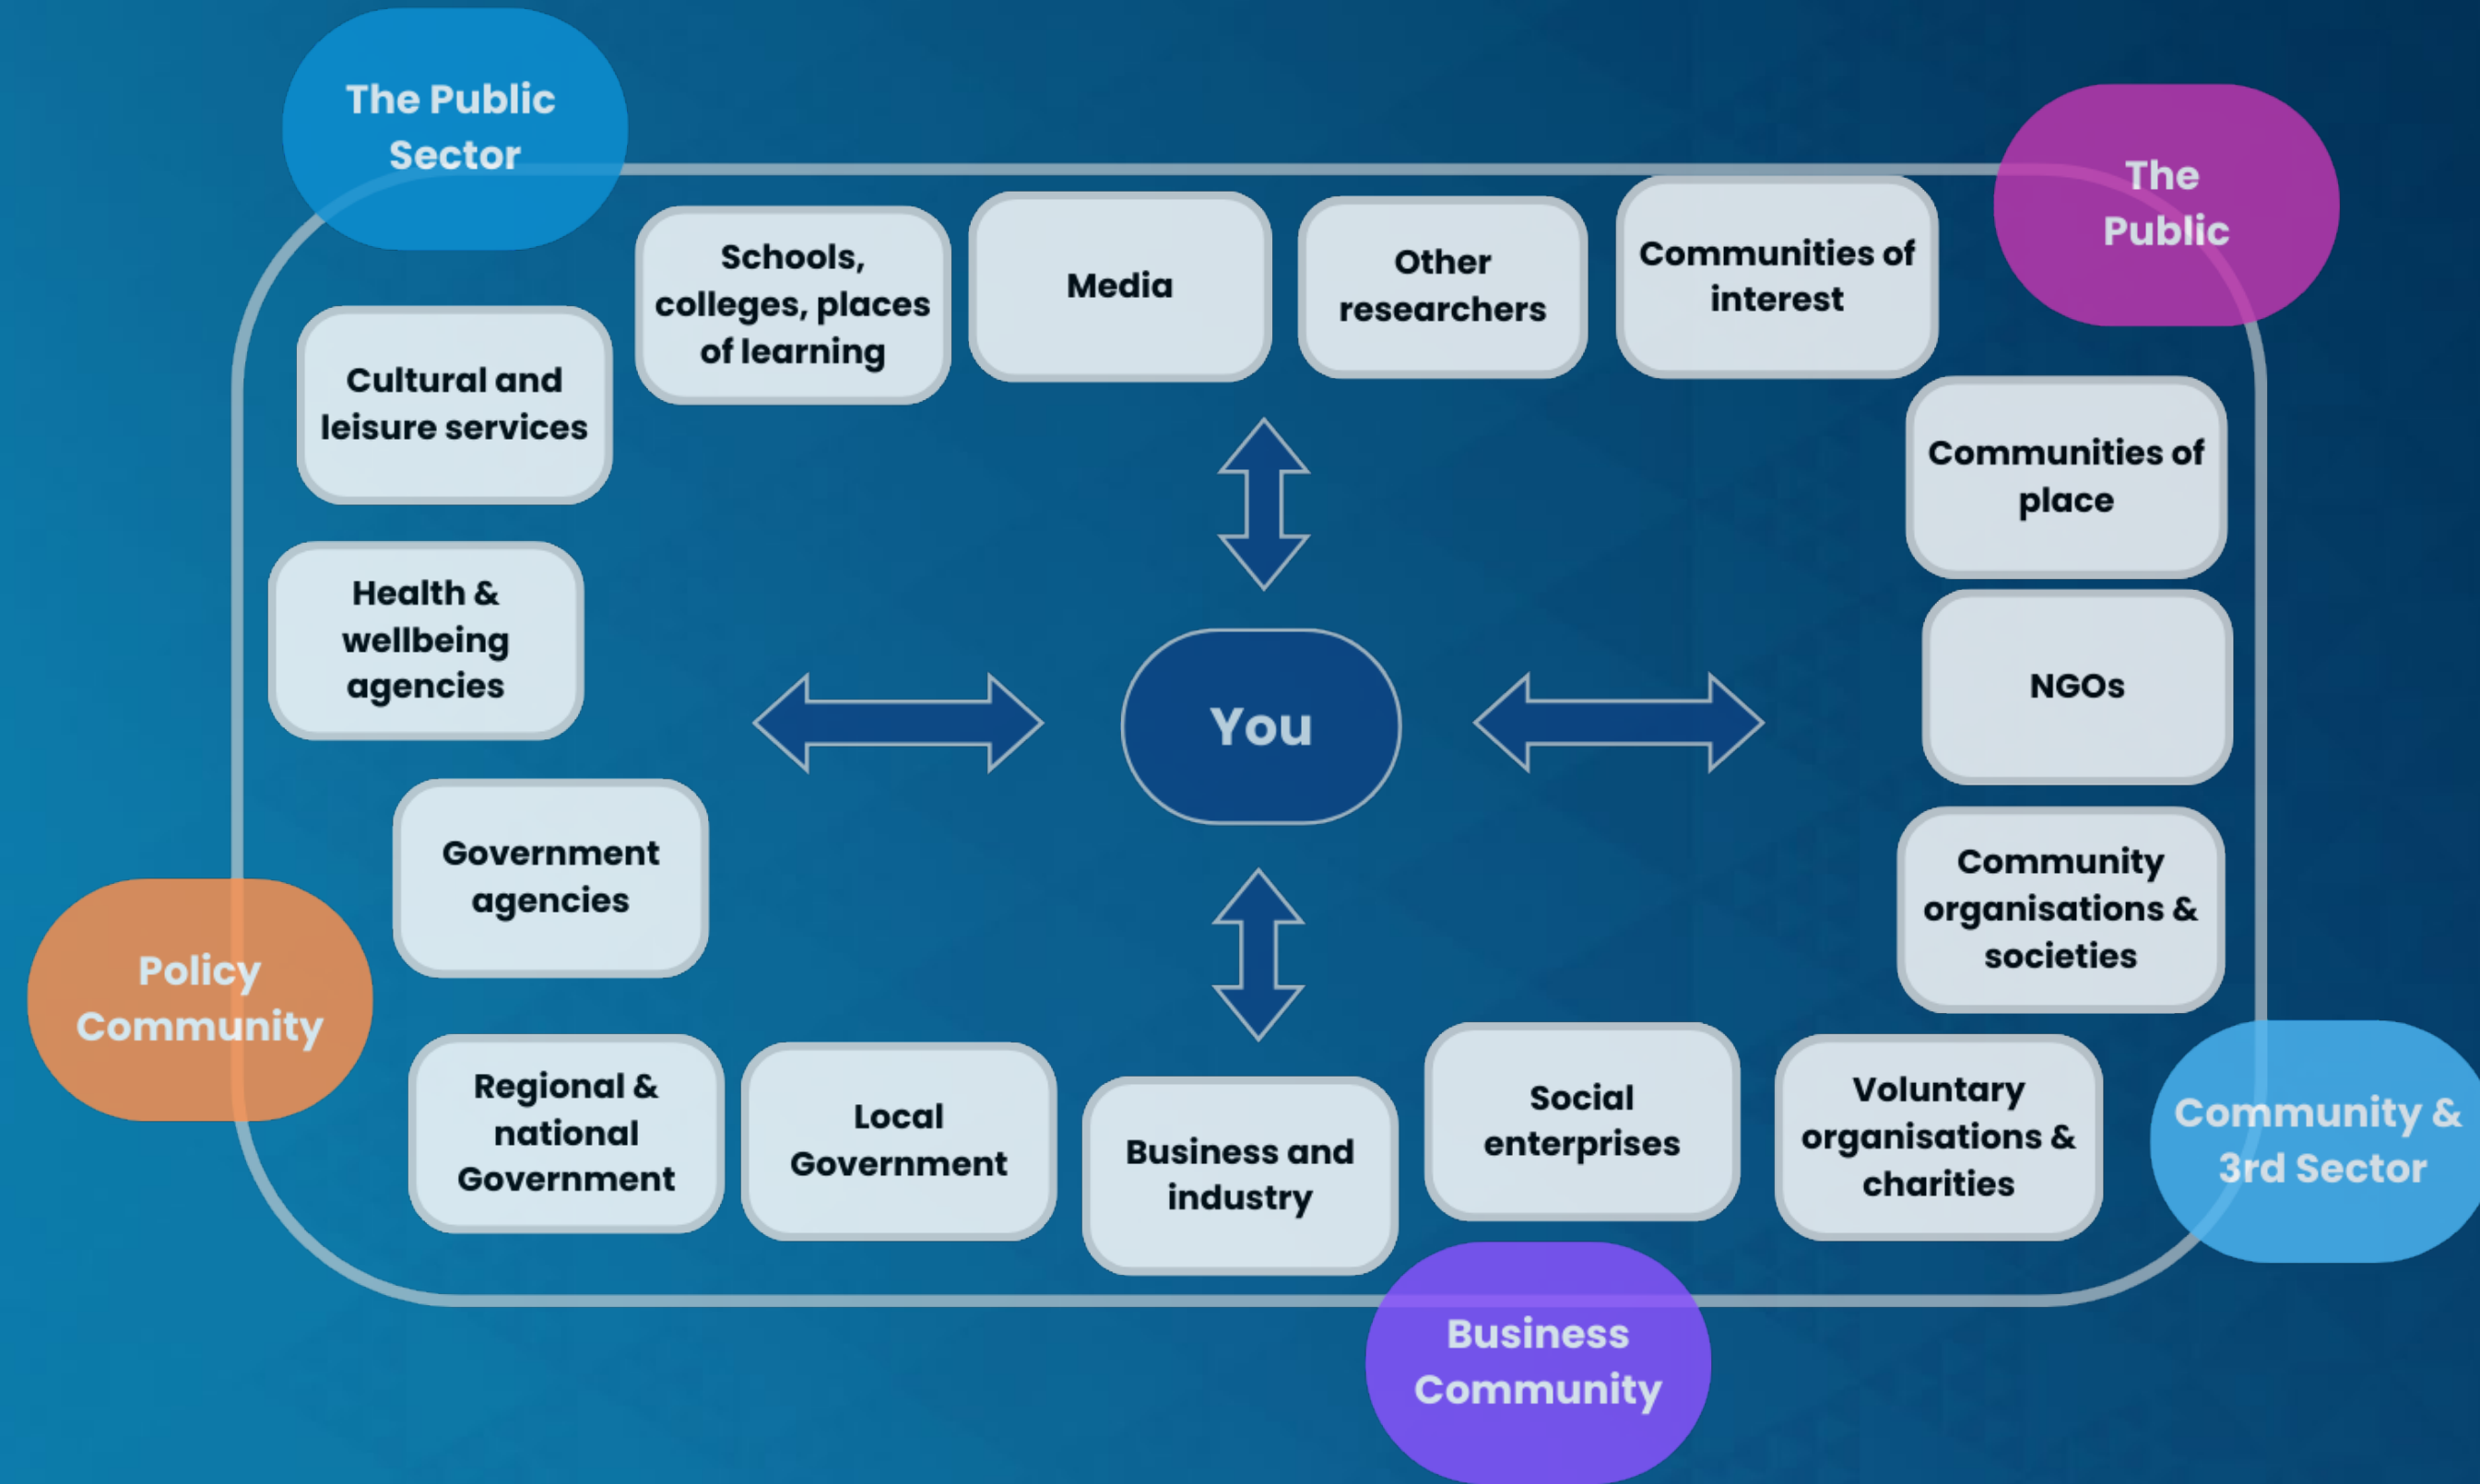 The Public
Sector
The
Public
Schools,
colleges, places
of learning
Media
Other
researchers
Communities of
interest
Cultural and
leisure services
Communities of
place
Health &
wellbeing
agencies
NGOs
You
Government
agencies
Community
organisations &
societies
Policy
Community
Regional &
national
Government
Local
Government
Business and
industry
Social
enterprises
Voluntary
organisations &
charities
Community &
3rd Sector
Business
Community